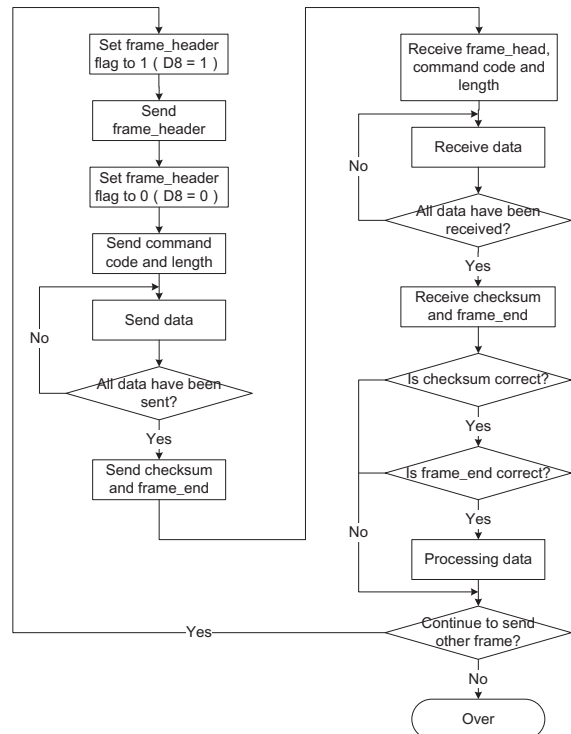 Set frame_header
flag to 1 ( D8 = 1 )
Send
frame_header
Set frame_header
flag to 0 ( D8 = 0 )
Send command
code and length
Send data
No
All data have been
sent?
Yes
Send checksum
and frame_end
Receive frame_head,
command code and
length
Receive data
No
All data have been
received?
Yes
Receive checksum
and frame_end
Is checksum correct?
Yes
Is frame_end correct?
Yes
No
Processing data
Continue to send
other frame?
Yes
No
Over